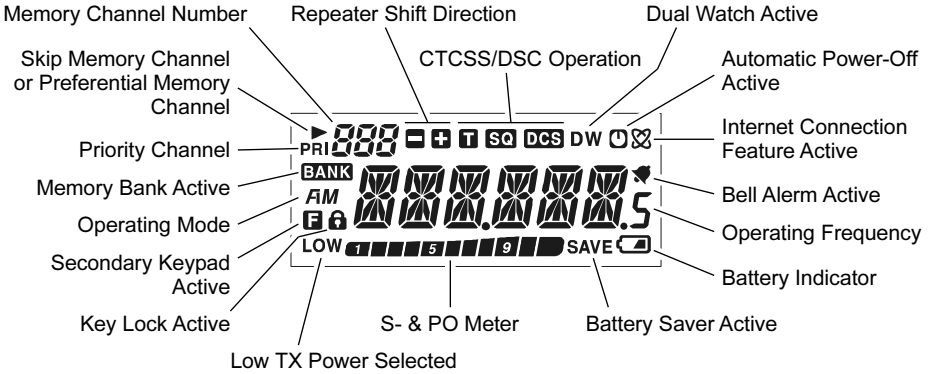 Memory Channel Number
Repeater Shift Direction
Dual Watch Active
Skip Memory Channel
or Preferential Memory
Channel
CTCSS/DSC Operation
Automatic Power-Off
Active
Priority Channel
PRI 888 T SQ DCS DW
Internet Connection
Feature Active
Memory Bank Active
BANK
Bell Alerm Active
Operating Mode
FM
.5
Operating Frequency
Secondary Keypad
Active
F
LOW 1 5 9 SAVE
Battery Indicator
Key Lock Active
S- & PO Meter
Battery Saver Active
Low TX Power Selected